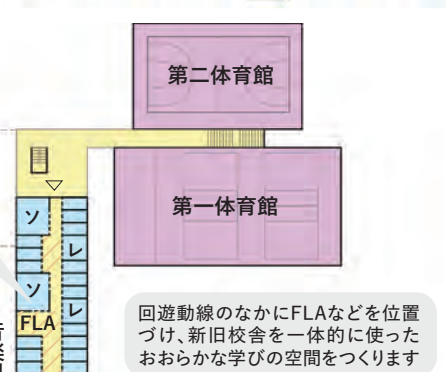 第二体育館
第一体育館
ソ
レ
ソ
レ
FLA
回遊動線のなかにFLAなどを位置
づけ、新旧校舎を一体的に使った
おおらかな学びの空間をつくります